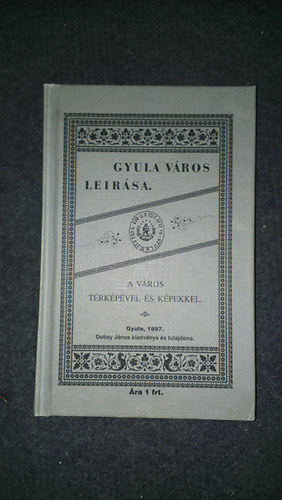 GYULA VÁROS
LEIRÁSA.
A VÁROS
TÉRKÉPÉVEL ÉS KÉPEKKEL.
Gyula, 1897.
Dobay János kiadványa és tulajdona.
Ára 1 frt.